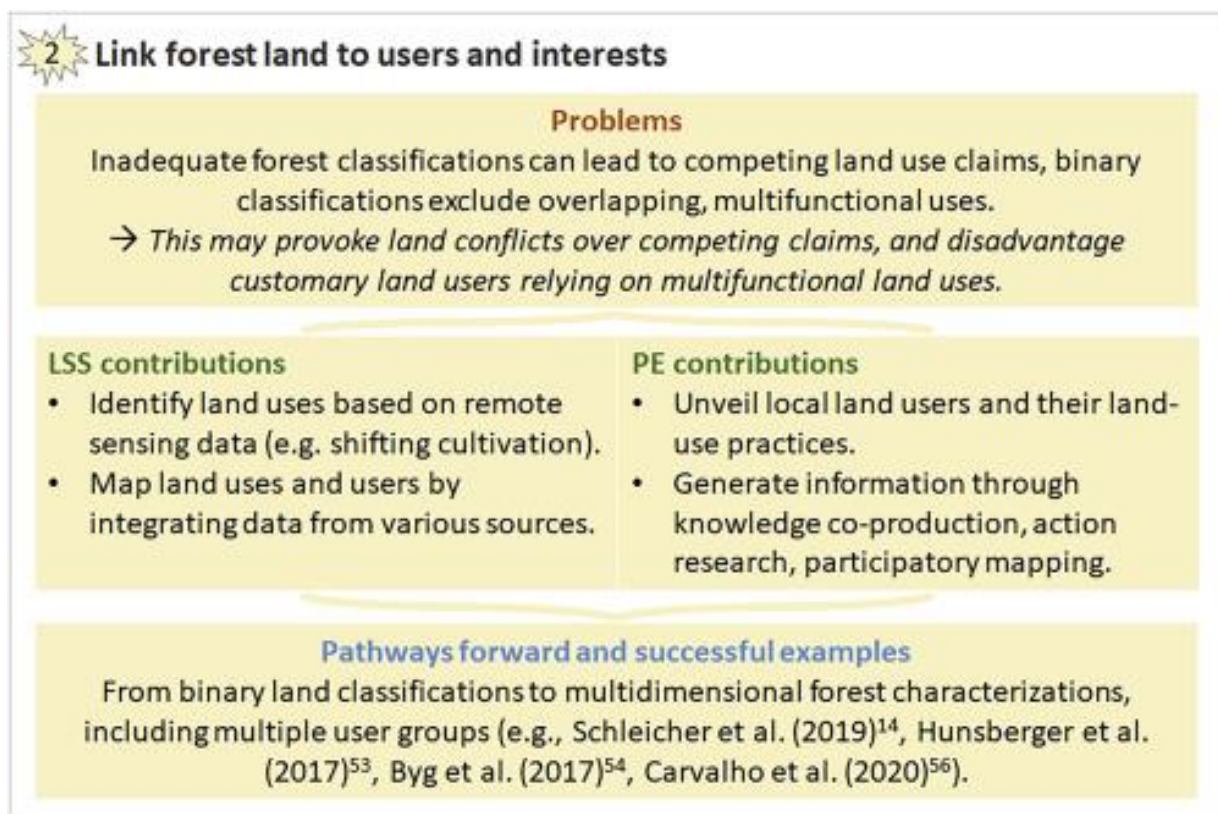 2 Link forest land to users and interests
Problems
Inadequate forest classifications can lead to competing land use claims, binary
classifications exclude overlapping, multifunctional uses.
→ This may provoke land conflicts over competing claims, and disadvantage
customary land users relying on multifunctional land uses.
LSS contributions
• Identify land uses based on remote
sensing data (e.g. shifting cultivation).
• Map land uses and users by
integrating data from various sources.
PE contributions
• Unveil local land users and their land-
use practices.
• Generate information through
knowledge co-production, action
research, participatory mapping.
Pathways forward and successful examples
From binary land classifications to multidimensional forest characterizations,
including multiple user groups (e.g., Schleicher et al. (2019)¹⁴, Hunsberger et al.
(2017)⁵³, Byg et al. (2017)⁵⁴, Carvalho et al. (2020)⁵⁶).